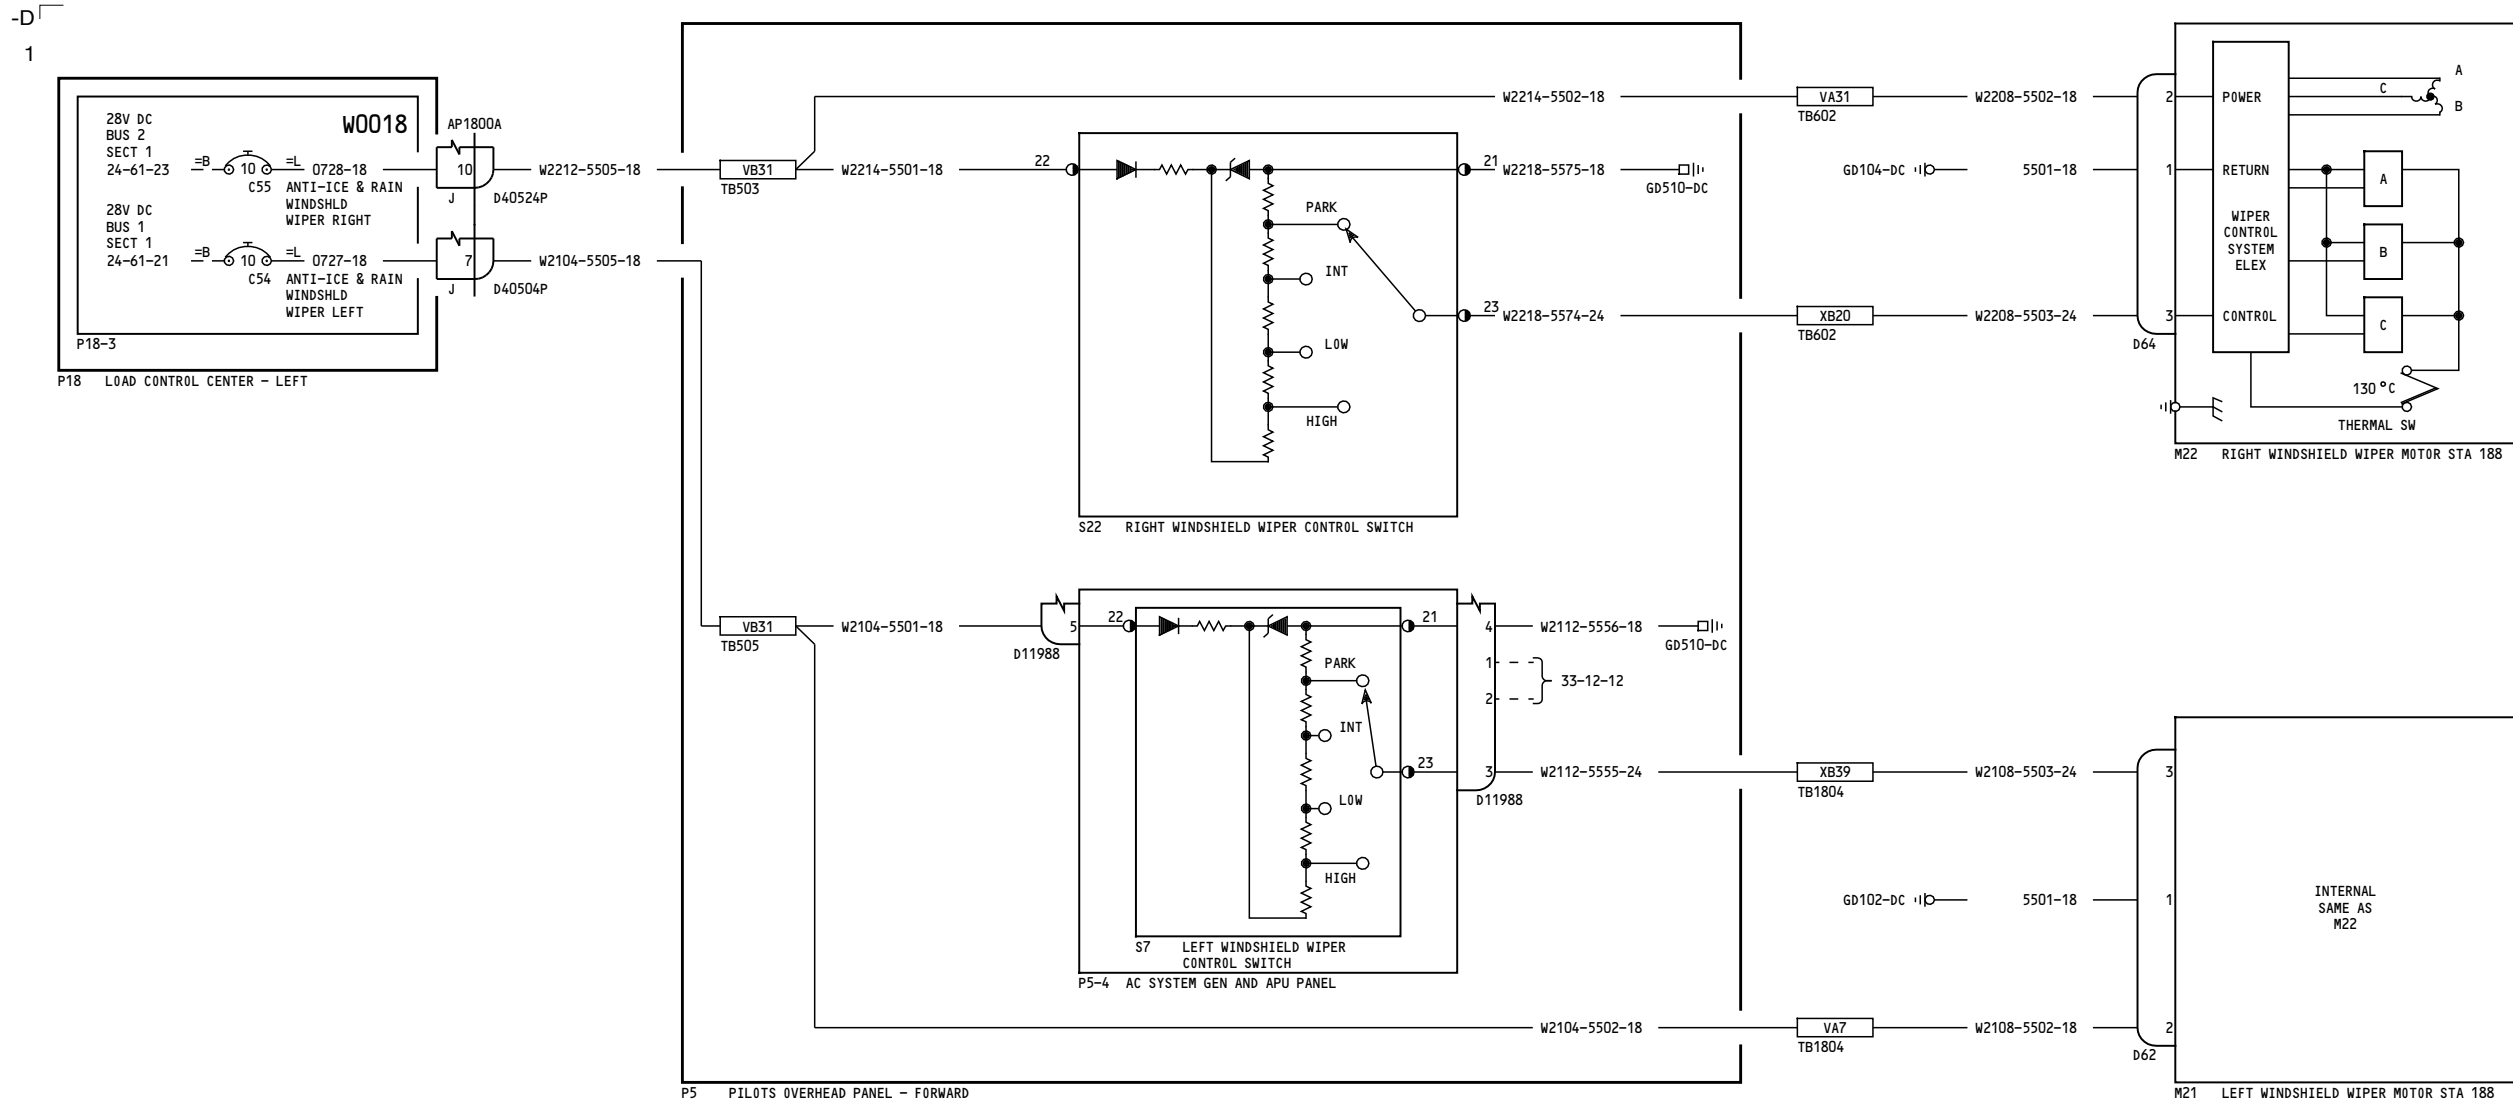 -D
1
28V DC
BUS 2
SECT 1
24-61-23
=B
10
=L
0728-18
C55
ANTI-ICE & RAIN
WINDSHLD
WIPER RIGHT
W0018
AP1800A
10
J
D40524P
W2212-5505-18
28V DC
BUS 1
SECT 1
24-61-21
=B
10
=L
0727-18
C54
ANTI-ICE & RAIN
WINDSHLD
WIPER LEFT
7
J
D40504P
W2104-5505-18
P18-3
P18 LOAD CONTROL CENTER - LEFT
VB31
TB503
W2214-5501-18
W2214-5502-18
22
21
W2218-5575-18
GD510-DC
PARK
INT
LOW
HIGH
23
W2218-5574-24
S22 RIGHT WINDSHIELD WIPER CONTROL SWITCH
VA31
TB602
W2208-5502-18
GD104-DC
5501-18
XB20
TB602
W2208-5503-24
2
1
3
D64
POWER
RETURN
WIPER
CONTROL
SYSTEM
ELEX
CONTROL
A
C
B
A
B
C
130 °C
THERMAL SW
M22 RIGHT WINDSHIELD WIPER MOTOR STA 188
VB31
TB505
W2104-5501-18
5
D11988
22
21
PARK
INT
LOW
HIGH
23
S7 LEFT WINDSHIELD WIPER
CONTROL SWITCH
P5-4 AC SYSTEM GEN AND APU PANEL
4
W2112-5556-18
GD510-DC
1
2
33-12-12
3
W2112-5555-24
D11988
XB39
TB1804
W2108-5503-24
3
GD102-DC
5501-18
1
W2104-5502-18
VA7
TB1804
W2108-5502-18
2
D62
INTERNAL
SAME AS
M22
P5 PILOTS OVERHEAD PANEL - FORWARD
M21 LEFT WINDSHIELD WIPER MOTOR STA 188